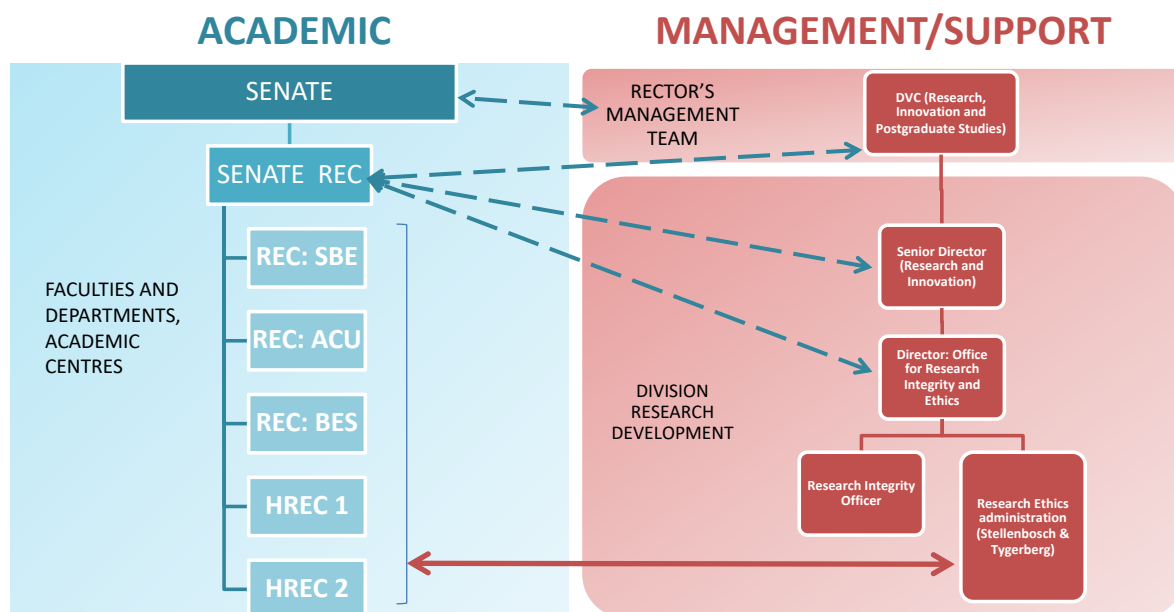 ACADEMIC
SENATE
SENATE REC
REC: SBE
REC: ACU
REC: BES
HREC 1
HREC 2
FACULTIES AND
DEPARTMENTS,
ACADEMIC
CENTRES
MANAGEMENT/SUPPORT
RECTOR'S
MANAGEMENT
TEAM
DVC (Research,
Innovation and
Postgraduate Studies)
Senior Director
(Research and
Innovation)
Director: Office
for Research
Integrity and
Ethics
DIVISION
RESEARCH
DEVELOPMENT
Research Integrity
Officer
Research Ethics
administration
(Stellenbosch &
Tygerberg)